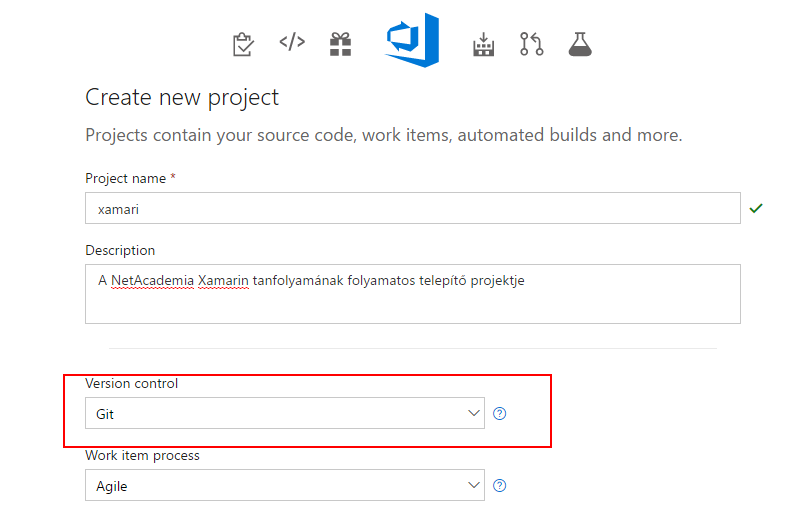 Create new project
Projects contain your source code, work items, automated builds and more.
Project name *
xamari
Description
A NetAcademia Xamarin tanfolyamának folyamatos telepítő projektje
Version control
Git
Work item process
Agile